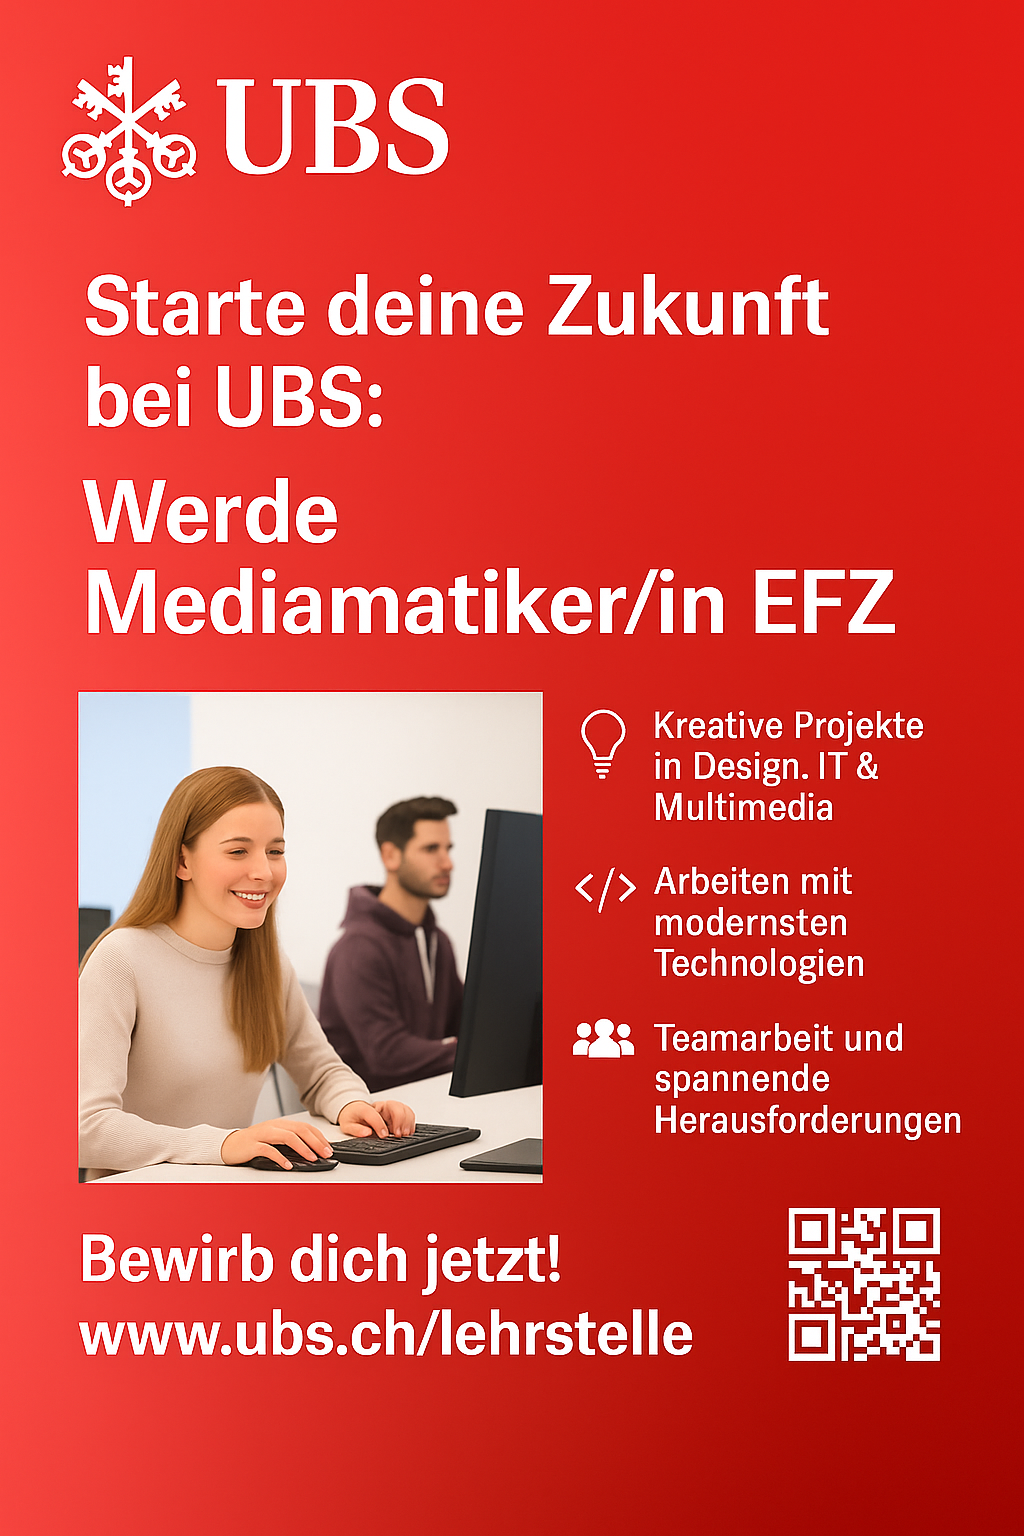 UBS
Starte deine Zukunft
bei UBS:
Werde
Mediamatiker/in EFZ
Kreative Projekte
in Design. IT &
Multimedia
</> Arbeiten mit
modernsten
Technologien
Teamarbeit und
spannende
Herausforderungen
Bewirb dich jetzt!
www.ubs.ch/lehrstelle